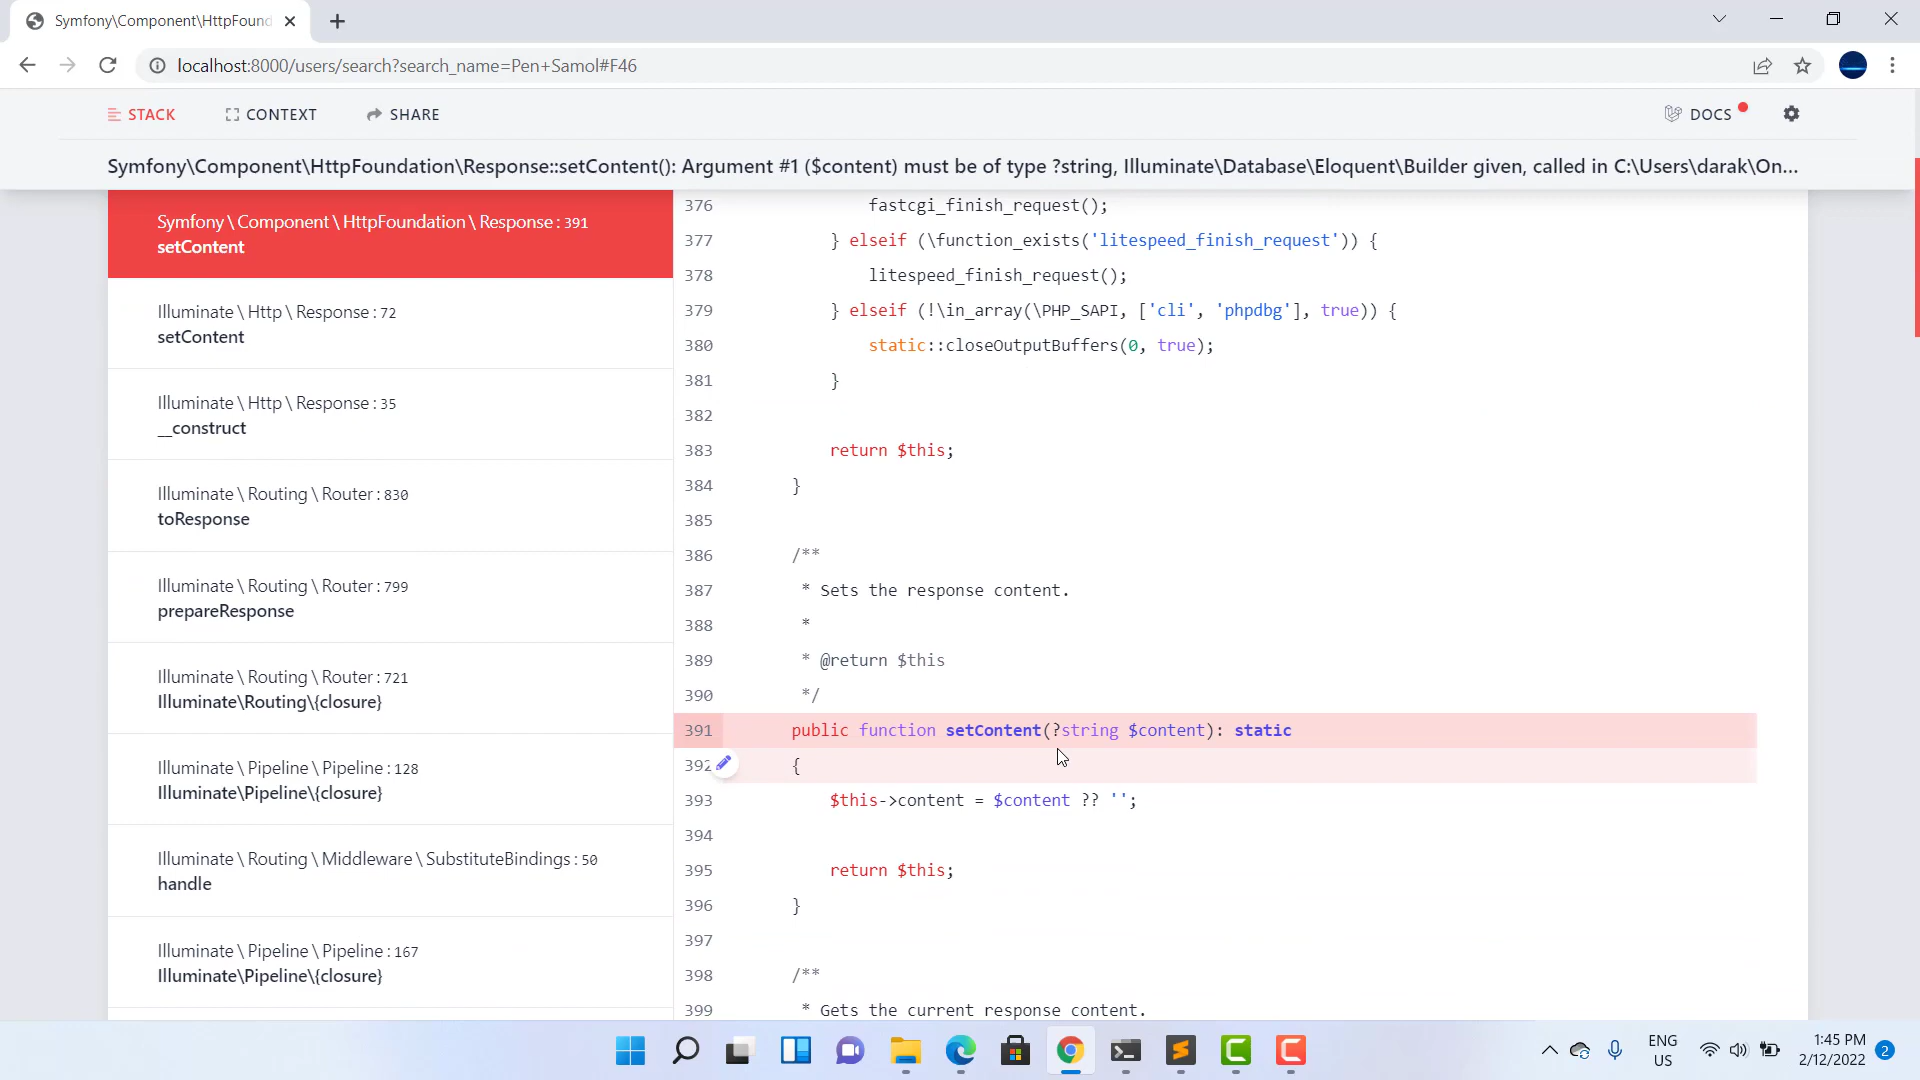 Symfony\Component\HttpFound
localhost:8000/users/search?search_name=Pen+Samol#F46
STACK
CONTEXT
SHARE
DOCS
Symfony\Component\HttpFoundation\Response::setContent(): Argument #1 ($content) must be of type ?string, Illuminate\Database\Eloquent\Builder given, called in C:\Users\darak\On...
Symfony \ Component \ HttpFoundation \ Response : 391
setContent
Illuminate \ Http \ Response : 72
setContent
Illuminate \ Http \ Response : 35
__construct
Illuminate \ Routing \ Router : 830
toResponse
Illuminate \ Routing \ Router : 799
prepareResponse
Illuminate \ Routing \ Router : 721
Illuminate\Routing\{closure}
Illuminate \ Pipeline \ Pipeline : 128
Illuminate\Pipeline\{closure}
Illuminate \ Routing \ Middleware \ SubstituteBindings : 50
handle
Illuminate \ Pipeline \ Pipeline : 167
Illuminate\Pipeline\{closure}
376 fastcgi_finish_request();
377 } elseif (\function_exists('litespeed_finish_request')) {
378 litespeed_finish_request();
379 } elseif (!\in_array(\PHP_SAPI, ['cli', 'phpdbg'], true)) {
380 static::closeOutputBuffers(0, true);
381 }
382
383 return $this;
384 }
385
386 /**
387 * Sets the response content.
388 *
389 * @return $this
390 */
391 public function setContent(?string $content): static
392 {
393 $this->content = $content ?? '';
394
395 return $this;
396 }
397
398 /**
399 * Gets the current response content.
ENG
US
1:45 PM
2/12/2022
2